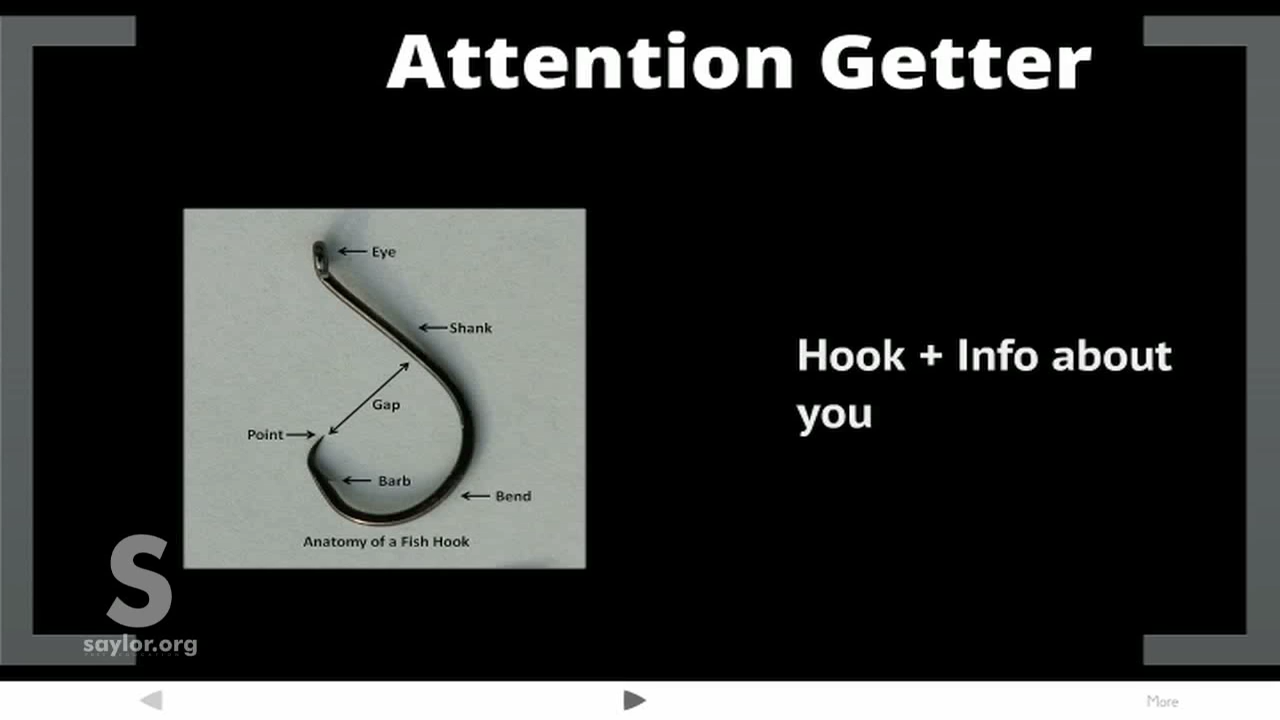 Attention Getter
Eye
Shank
Gap
Point
Barb
Bend
Anatomy of a Fish Hook
Hook + Info about
you
S
saylor.org
More